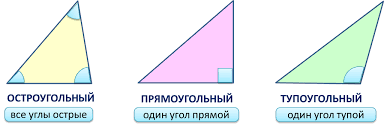 ОСТРОУГОЛЬНЫЙ
все углы острые
ПРЯМОУГОЛЬНЫЙ
один угол прямой
ТУПОУГОЛЬНЫЙ
один угол тупой